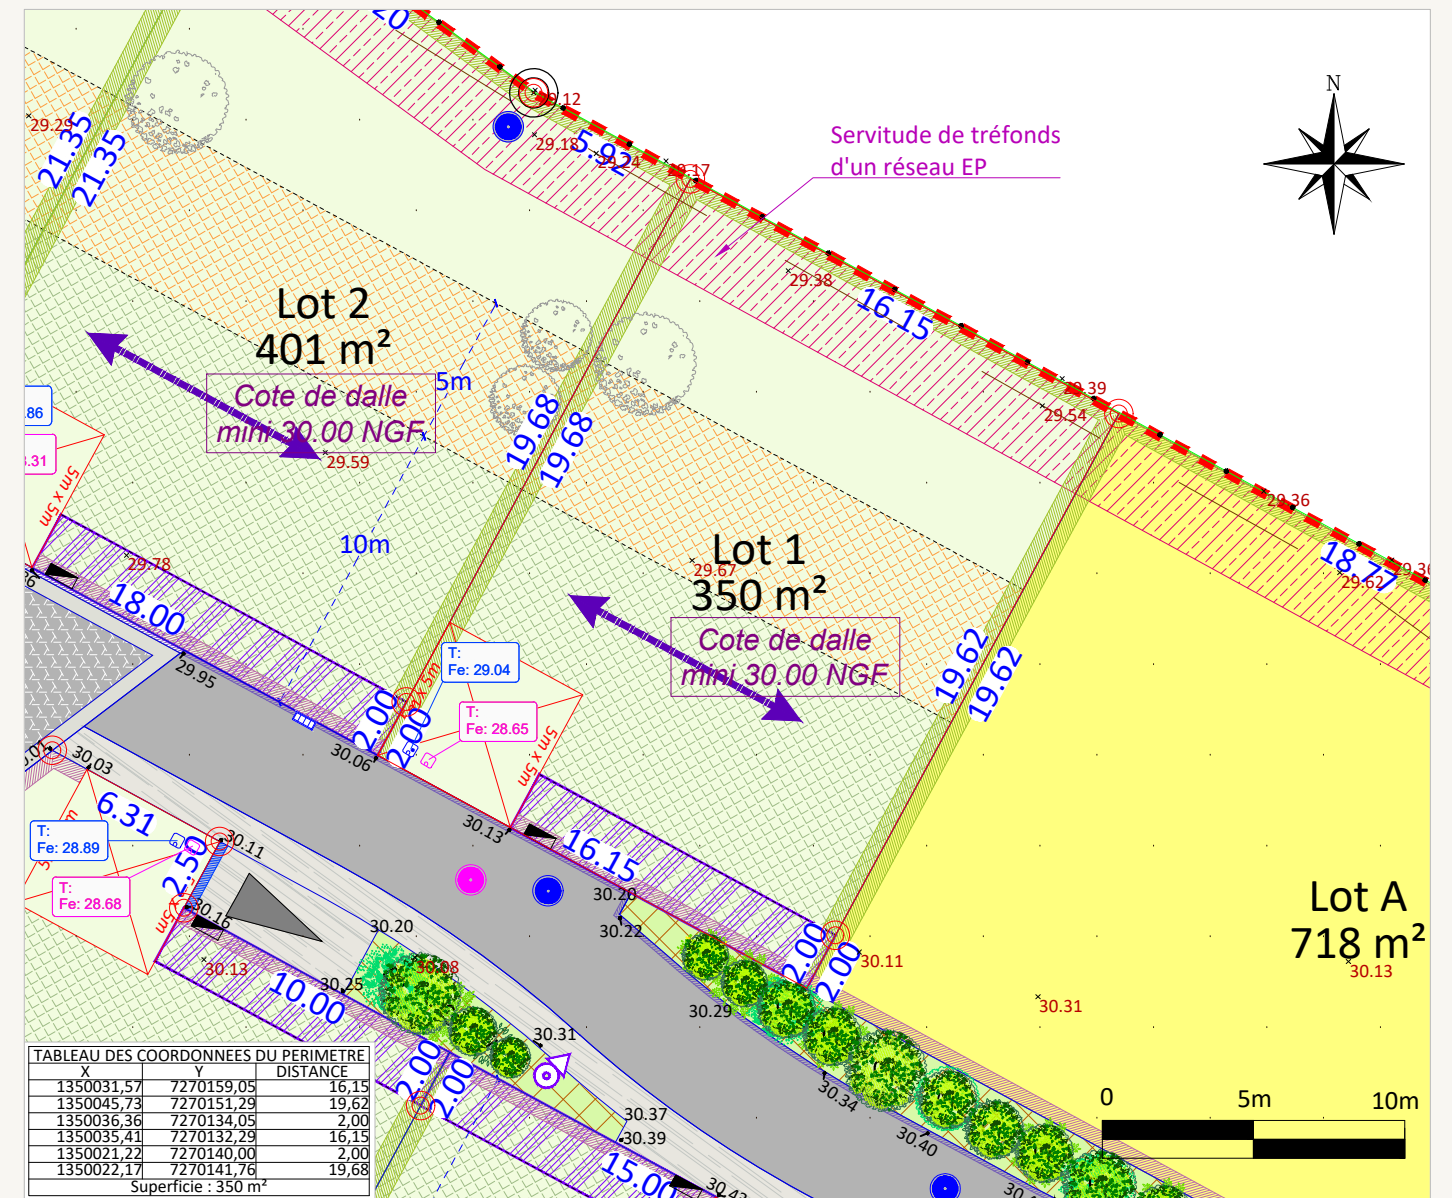 20
29.12
29.18
5.92
29.24
29.17
Servitude de tréfonds
d'un réseau EP
N
21.35
21.35
29.29
29.38
16.15
Lot 2
401 m²
Cote de dalle
mini 30.00 NGF
5m
29.59
19.68
19.68
29.39
29.54
29.36
18.77
29.62
5m x 5m
10m
29.78
18.00
Lot 1
29.67
350 m²
Cote de dalle
mini 30.00 NGF
19.62
19.62
29.95
T:
Fe: 29.04
T:
Fe: 28.65
5m x 5m
2.00
2.00
30.06
30.03
6.31
T:
Fe: 28.89
T:
Fe: 28.68
30.11
2.50
30.16
30.13
30.13
16.15
30.20
30.22
30.20
30.08
30.25
10.00
2.00
2.00
30.11
30.29
30.31
30.31
Lot A
718 m²
30.13
30.34
30.37
30.39
30.40
2.00
2.00
15.00
30.43
0
5m
10m
TABLEAU DES COORDONNEES DU PERIMETRE
X Y DISTANCE
1350031,57 7270159,05 16,15
1350045,73 7270151,29 19,62
1350036,36 7270134,05 2,00
1350035,41 7270132,29 16,15
1350021,22 7270140,00 2,00
1350022,17 7270141,76 19,68
Superficie : 350 m²